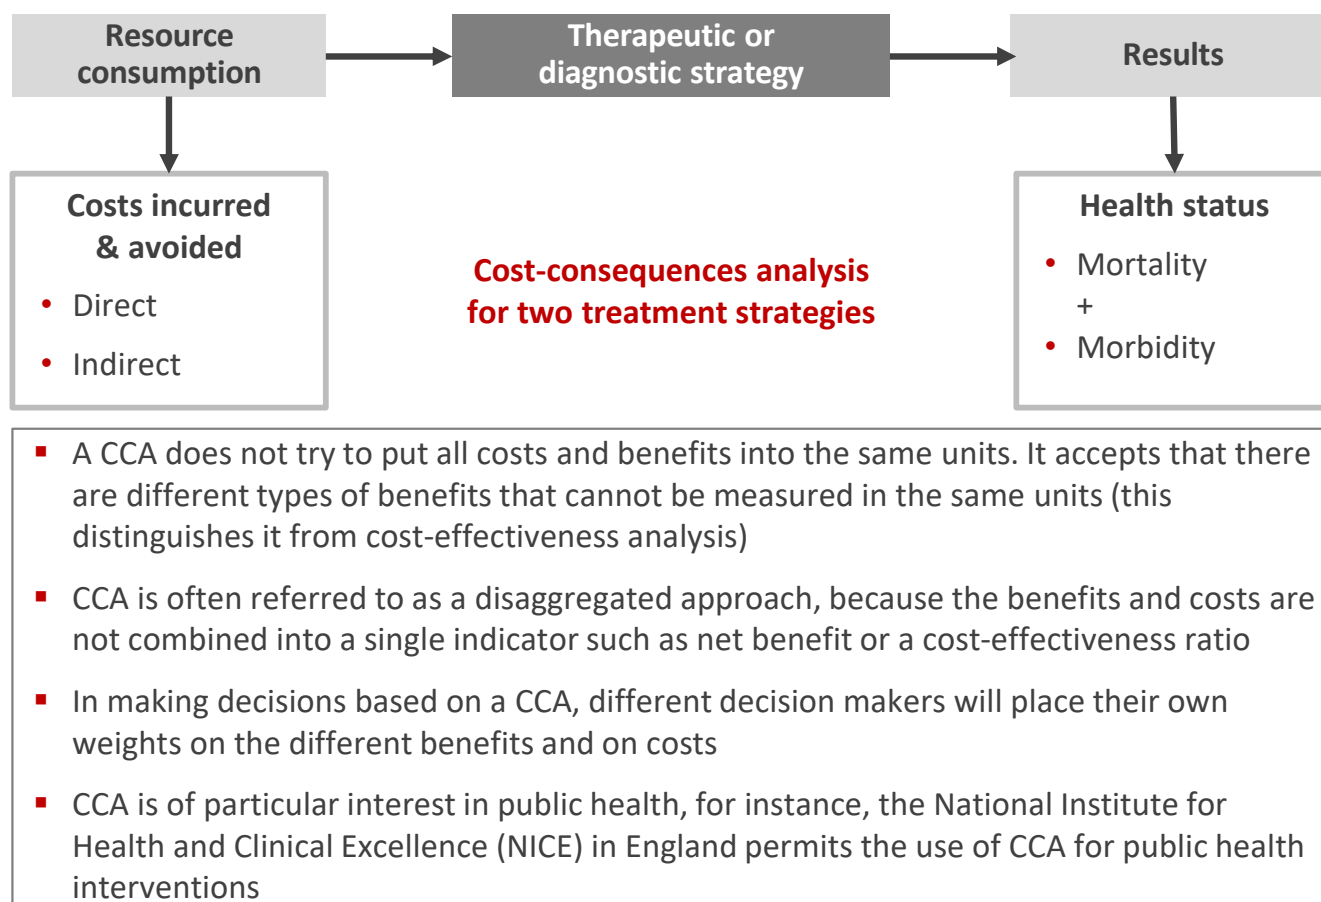 Resource
consumption
Therapeutic or
diagnostic strategy
Results
Costs incurred
& avoided
• Direct
• Indirect
Cost-consequences analysis
for two treatment strategies
Health status
• Mortality
+
• Morbidity
▪ A CCA does not try to put all costs and benefits into the same units. It accepts that there
are different types of benefits that cannot be measured in the same units (this
distinguishes it from cost-effectiveness analysis)
▪ CCA is often referred to as a disaggregated approach, because the benefits and costs are
not combined into a single indicator such as net benefit or a cost-effectiveness ratio
▪ In making decisions based on a CCA, different decision makers will place their own
weights on the different benefits and on costs
▪ CCA is of particular interest in public health, for instance, the National Institute for
Health and Clinical Excellence (NICE) in England permits the use of CCA for public health
interventions